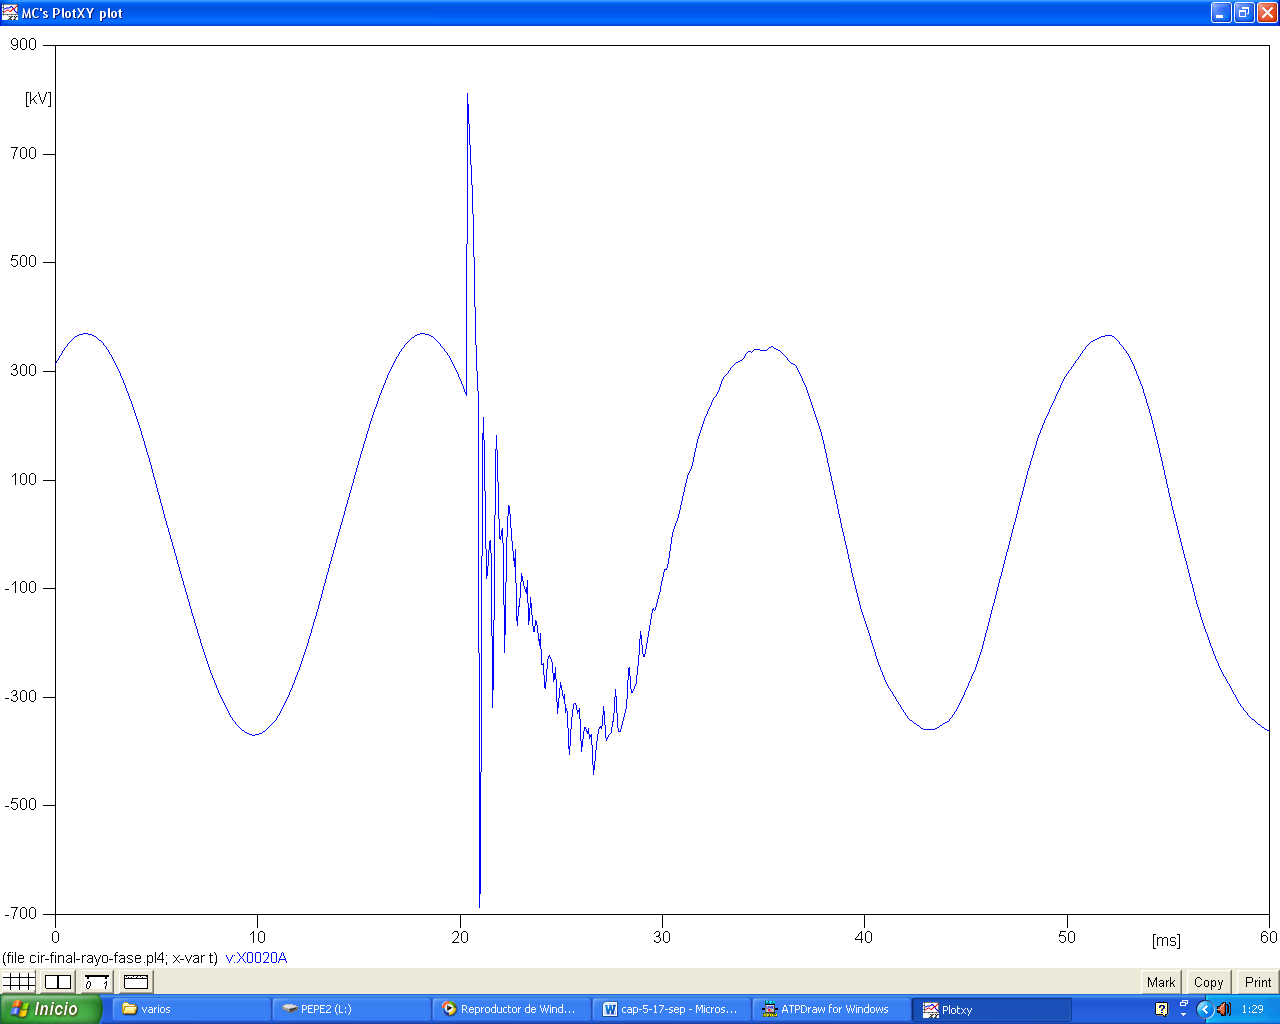 MC's PlotXY plot
900
[kV]
700
500
300
100
-100
-300
-500
-700
0 10 20 30 40 50 [ms] 60
(file cir-final-rayo-fase.pl4; x-var t) v:X0020A
0 1 Mark Copy Print
Inicio varios PEPE2 (L:) Reproductor de Wind... cap-5-17-sep - Micros... ATPDraw for Windows Plotxy ? 1:29